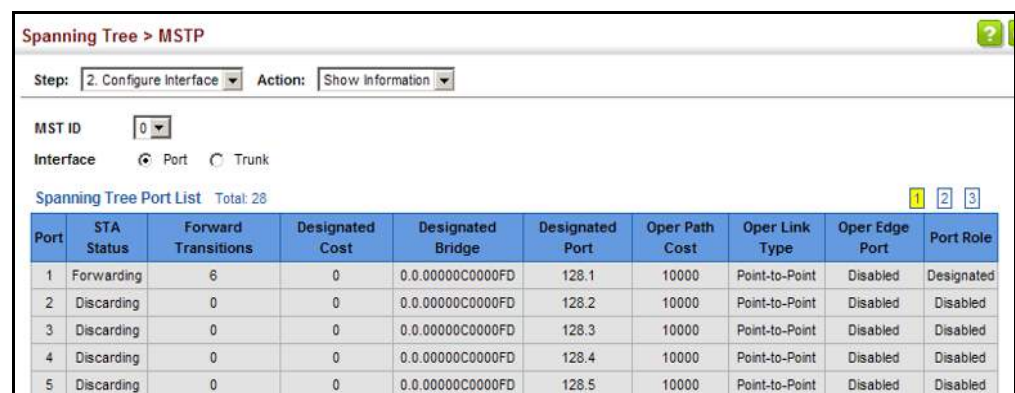 Spanning Tree > MSTP
?
Step: 2. Configure Interface Action: Show Information
MST ID 0
Interface Port Trunk
Spanning Tree Port List Total: 28 1 2 3
Port STA Status Forward Transitions Designated Cost Designated Bridge Designated Port Oper Path Cost Oper Link Type Oper Edge Port Port Role
1 Forwarding 6 0 0.0.00000C0000FD 128.1 10000 Point-to-Point Disabled Designated
2 Discarding 0 0 0.0.00000C0000FD 128.2 10000 Point-to-Point Disabled Disabled
3 Discarding 0 0 0.0.00000C0000FD 128.3 10000 Point-to-Point Disabled Disabled
4 Discarding 0 0 0.0.00000C0000FD 128.4 10000 Point-to-Point Disabled Disabled
5 Discarding 0 0 0.0.00000C0000FD 128.5 10000 Point-to-Point Disabled Disabled